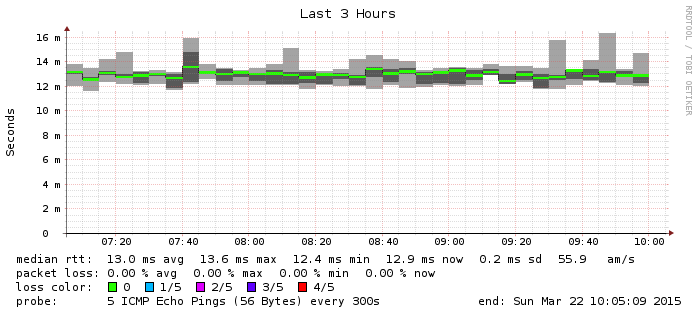 Last 3 Hours
RRDTOOL / TOBI OETIKER
Seconds
16 m
14 m
12 m
10 m
8 m
6 m
4 m
2 m
0
07:20 07:40 08:00 08:20 08:40 09:00 09:20 09:40 10:00
median rtt: 13.0 ms avg 13.6 ms max 12.4 ms min 12.9 ms now 0.2 ms sd 55.9 am/s
packet loss: 0.00 % avg 0.00 % max 0.00 % min 0.00 % now
loss color: 0 1/5 2/5 3/5 4/5
probe: 5 ICMP Echo Pings (56 Bytes) every 300s end: Sun Mar 22 10:05:09 2015